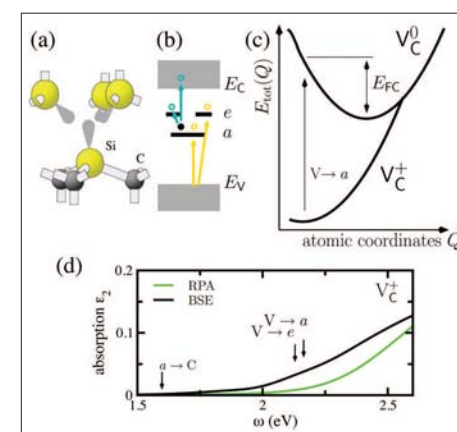 (a)
Si
C
(b)
E_C
e
a
E_V
(c)
E_tot(Q)
V_C^0
E_FC
V → a
V_C^+
atomic coordinates Q
(d)
absorption ε_2
0.2
0.1
0
RPA
BSE
V_C^+
V → a
V → e
a → C
1.5
2
2.5
ω (eV)